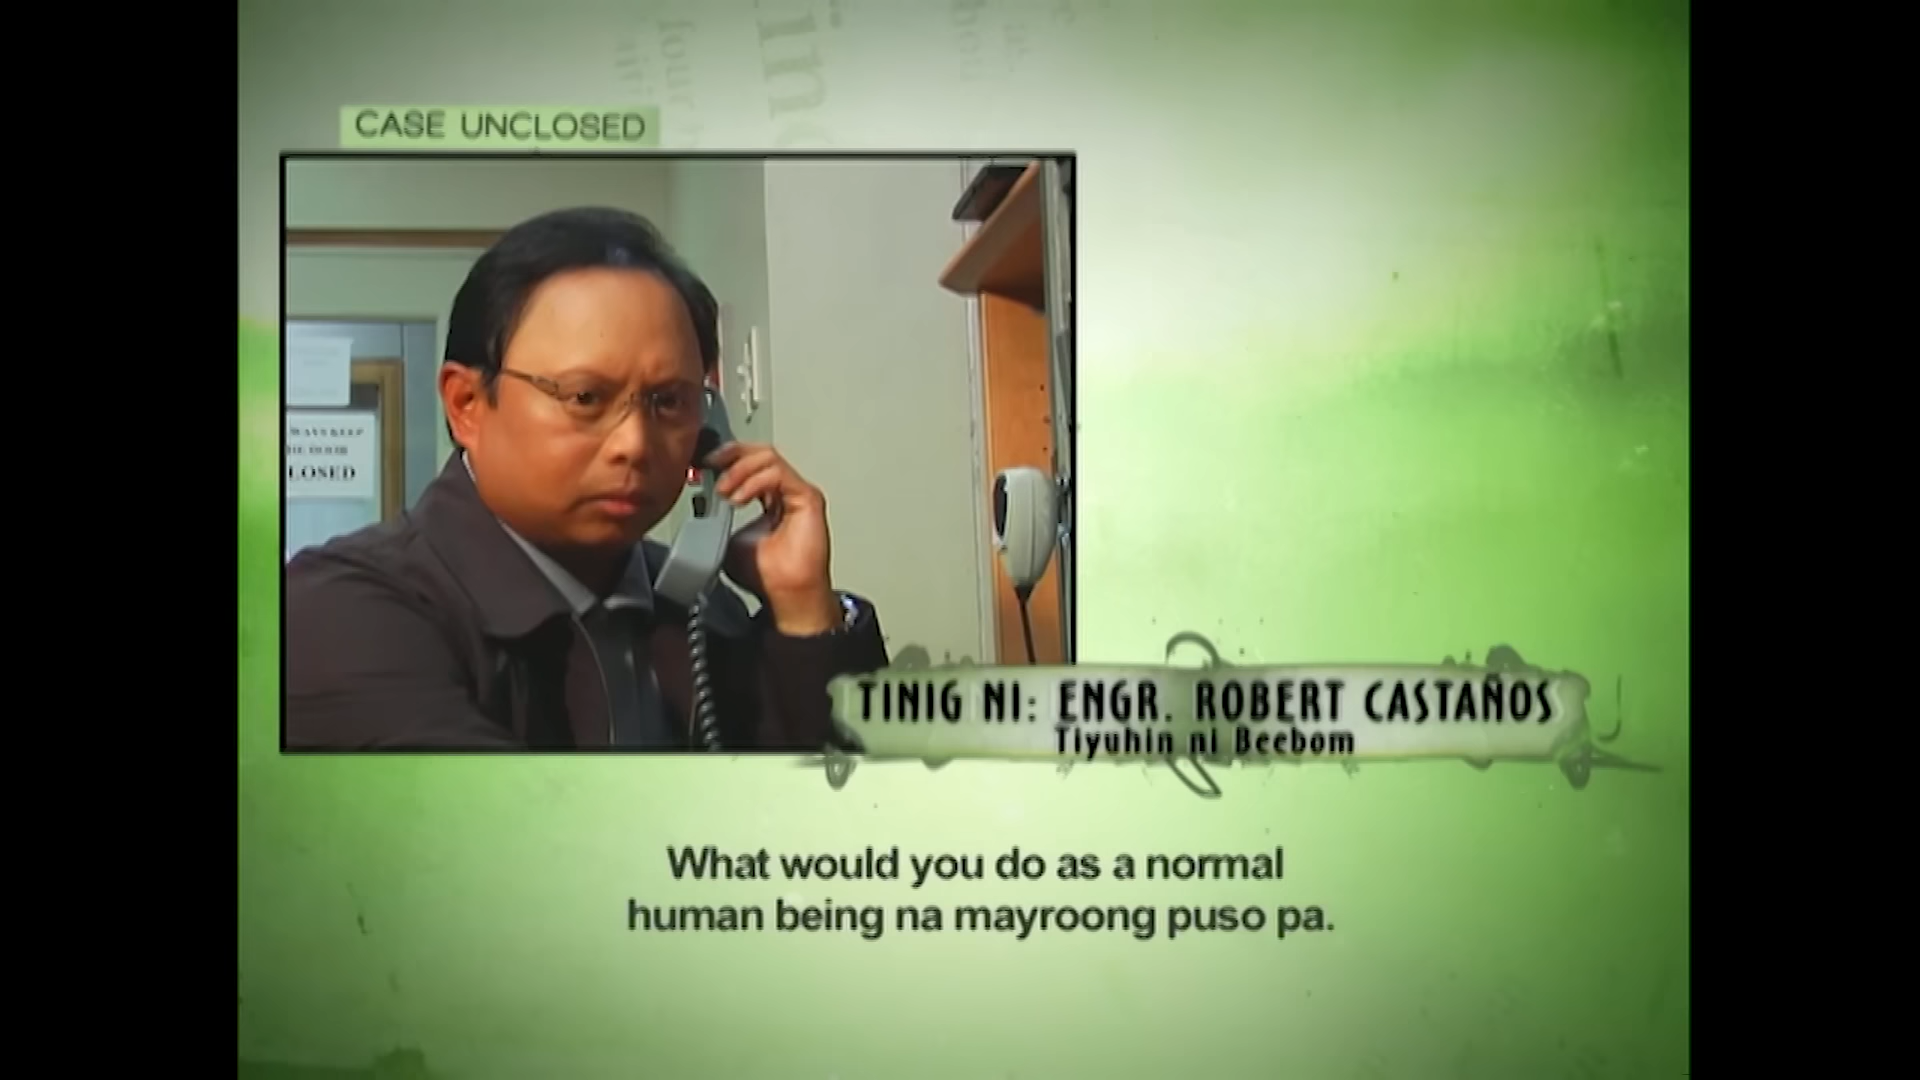 CASE UNCLOSED
LOSED
TINIG NI: ENGR. ROBERT CASTAÑOS
Tiyuhin ni Beebom
What would you do as a normal
human being na mayroong puso pa.